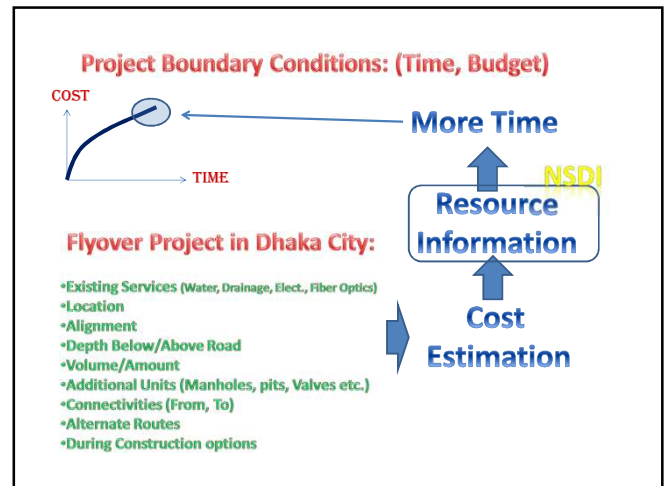 Project Boundary Conditions: (Time, Budget)
COST
TIME
More Time
NSDI
Resource
Information
Cost
Estimation
Flyover Project in Dhaka City:
•Existing Services (Water, Drainage, Elect., Fiber Optics)
•Location
•Alignment
•Depth Below/Above Road
•Volume/Amount
•Additional Units (Manholes, pits, Valves etc.)
•Connectivities (From, To)
•Alternate Routes
•During Construction options